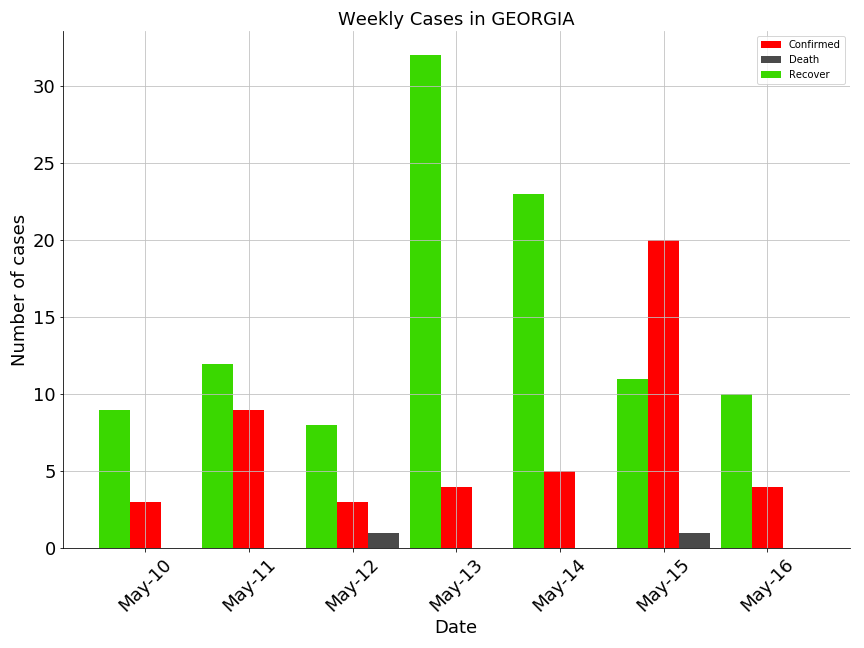 Weekly Cases in GEORGIA
Confirmed
Death
Recover
Number of cases
30
25
20
15
10
5
0
May-10
May-11
May-12
May-13
May-14
May-15
May-16
Date